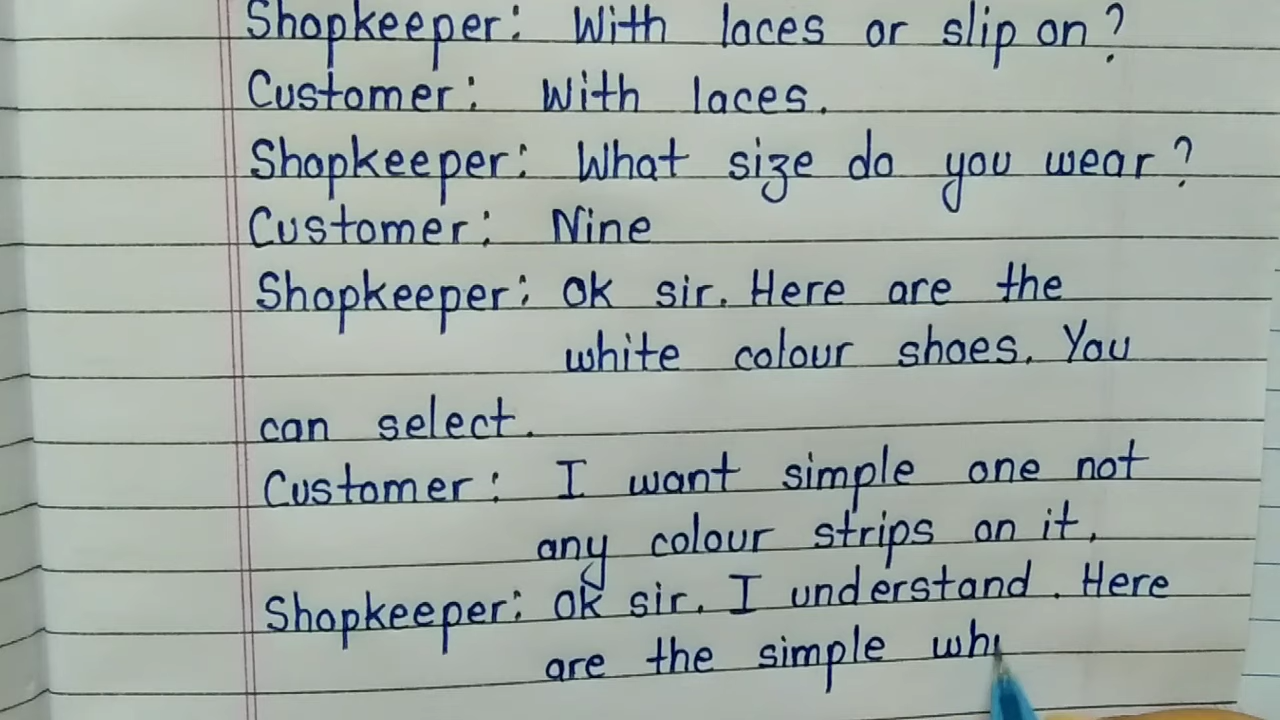 Shopkeeper: With laces or slip on?
Customer: With laces.
Shopkeeper: What size do you wear?
Customer: Nine
Shopkeeper: Ok sir. Here are the
white colour shoes. You
can select.
Customer: I want simple one not
any colour strips on it.
Shopkeeper: Ok sir. I understand. Here
are the simple whi